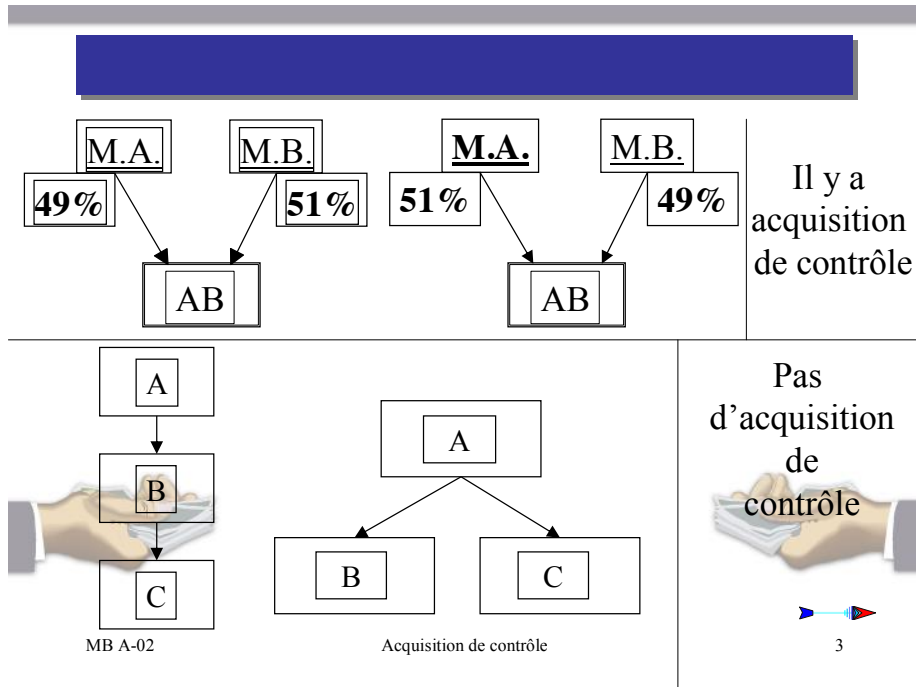 M.A. M.B. M.A. M.B.
49% 51% 51% 49%
AB AB
Il y a
acquisition
de contrôle
A
B
C
A
B C
Pas
d’acquisition
de
contrôle
MB A-02 Acquisition de contrôle 3